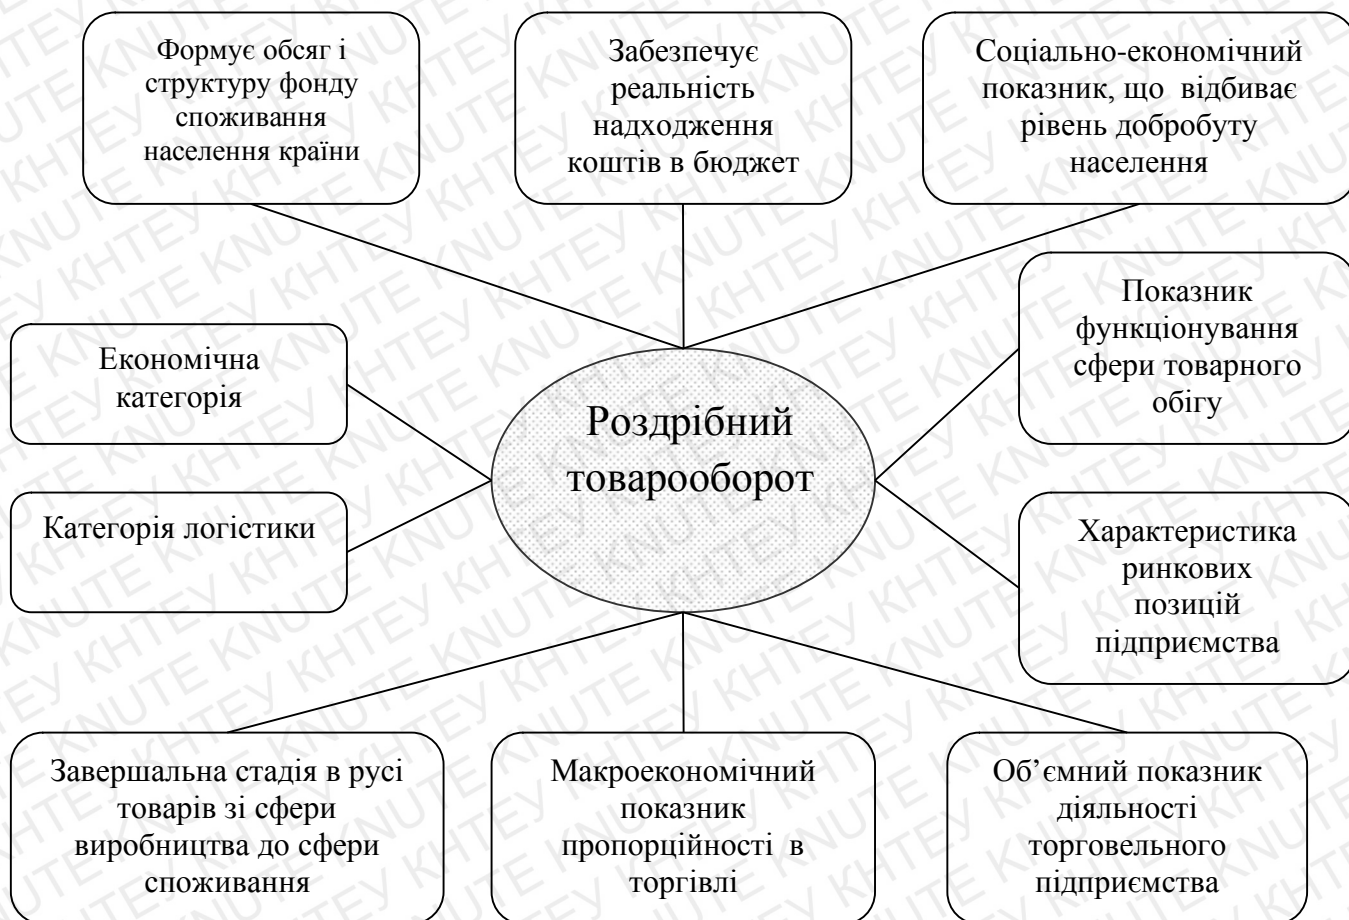 Формує обсяг і
структуру фонду
споживання
населення країни
Забезпечує
реальність
надходження
коштів в бюджет
Соціально-економічний
показник, що відбиває
рівень добробуту
населення
Економічна
категорія
Показник
функціонування
сфери товарного
обігу
Роздрібний
товарооборот
Категорія логістики
Характеристика
ринкових
позицій
підприємства
Завершальна стадія в русі
товарів зі сфери
виробництва до сфери
споживання
Макроекономічний
показник
пропорційності в
торгівлі
Об’ємний показник
діяльності
торговельного
підприємства